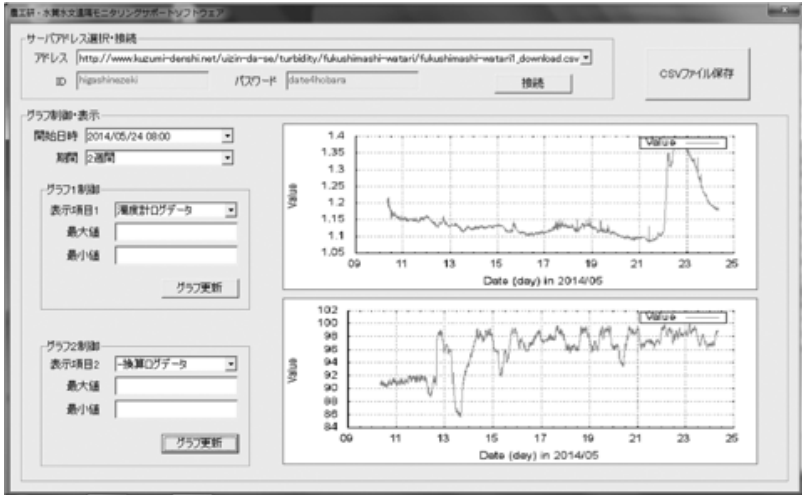 農工研・水質水文遠隔モニタリングサポートソフトウェア
サーバアドレス選択・接続
アドレス http://www.kuzumi-denshi.net/uizin-da-se/turbidity/fukushimashi-watari/fukushimashi-watari1_download.csv
ID higashinezeki パスワード date4hobara 接続
CSVファイル保存
グラフ制御・表示
開始日時 2014/05/24 08:00
期間 2週間
グラフ1制御
表示項目1 濁度計ログデータ
最大値
最小値
グラフ更新
グラフ2制御
表示項目2 -換算ログデータ
最大値
最小値
グラフ更新
Value
1.4
1.35
1.3
1.25
1.2
1.15
1.1
1.05
Value
09 11 13 15 17 19 21 23 25
Date (day) in 2014/05
Value
102
100
98
96
94
92
90
88
86
84
Value
09 11 13 15 17 19 21 23 25
Date (day) in 2014/05